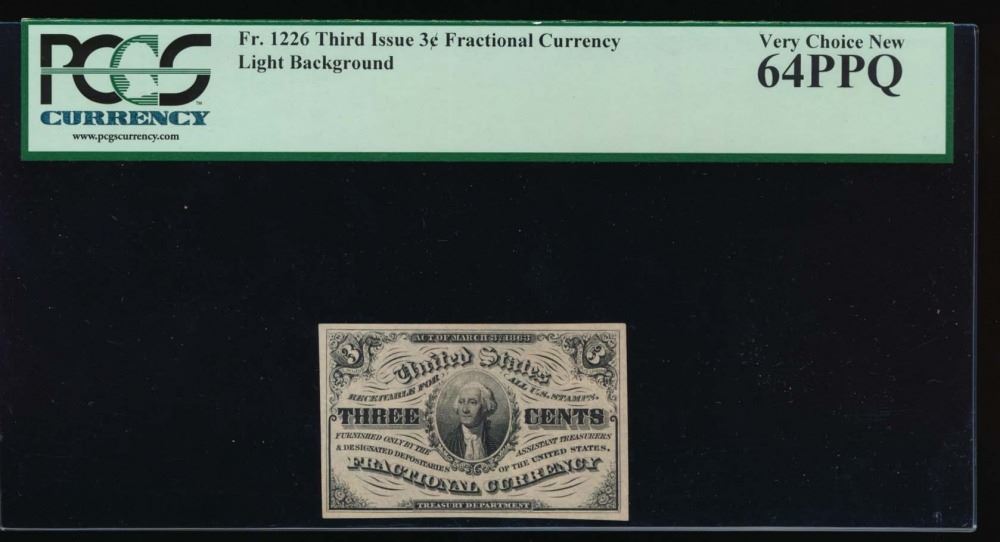 PCGS
CURRENCY
www.pcgscurrency.com
Fr. 1226 Third Issue 3¢ Fractional Currency
Light Background
Very Choice New
64PPQ
ACT OF MARCH 3RD 1863
3 3
United States
RECEIVABLE FOR ALL U.S. STAMPS.
THREE CENTS
FURNISHED ONLY BY THE ASSISTANT TREASURERS
& DESIGNATED DEPOSITARIES OF THE UNITED STATES.
FRACTIONAL CURRENCY
TREASURY DEPARTMENT